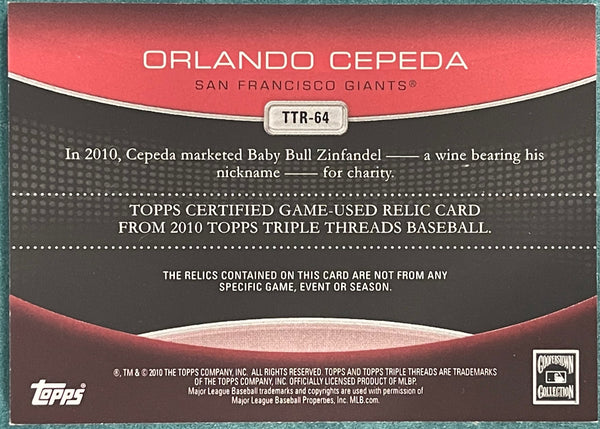 ORLANDO CEPEDA
SAN FRANCISCO GIANTS®
TTR-64
In 2010, Cepeda marketed Baby Bull Zinfandel —— a wine bearing his
nickname —— for charity.
TOPPS CERTIFIED GAME-USED RELIC CARD
FROM 2010 TOPPS TRIPLE THREADS BASEBALL.
THE RELICS CONTAINED ON THIS CARD ARE NOT FROM ANY
SPECIFIC GAME, EVENT OR SEASON.
®, TM & © 2010 THE TOPPS COMPANY, INC. ALL RIGHTS RESERVED. TOPPS AND TOPPS TRIPLE THREADS ARE TRADEMARKS
OF THE TOPPS COMPANY, INC. OFFICIALLY LICENSED PRODUCT OF MLBP.
Major League Baseball trademarks and copyrights are used with permission of
Major League Baseball Properties, Inc. MLB.com.
Topps
COOPERSTOWN
COLLECTION